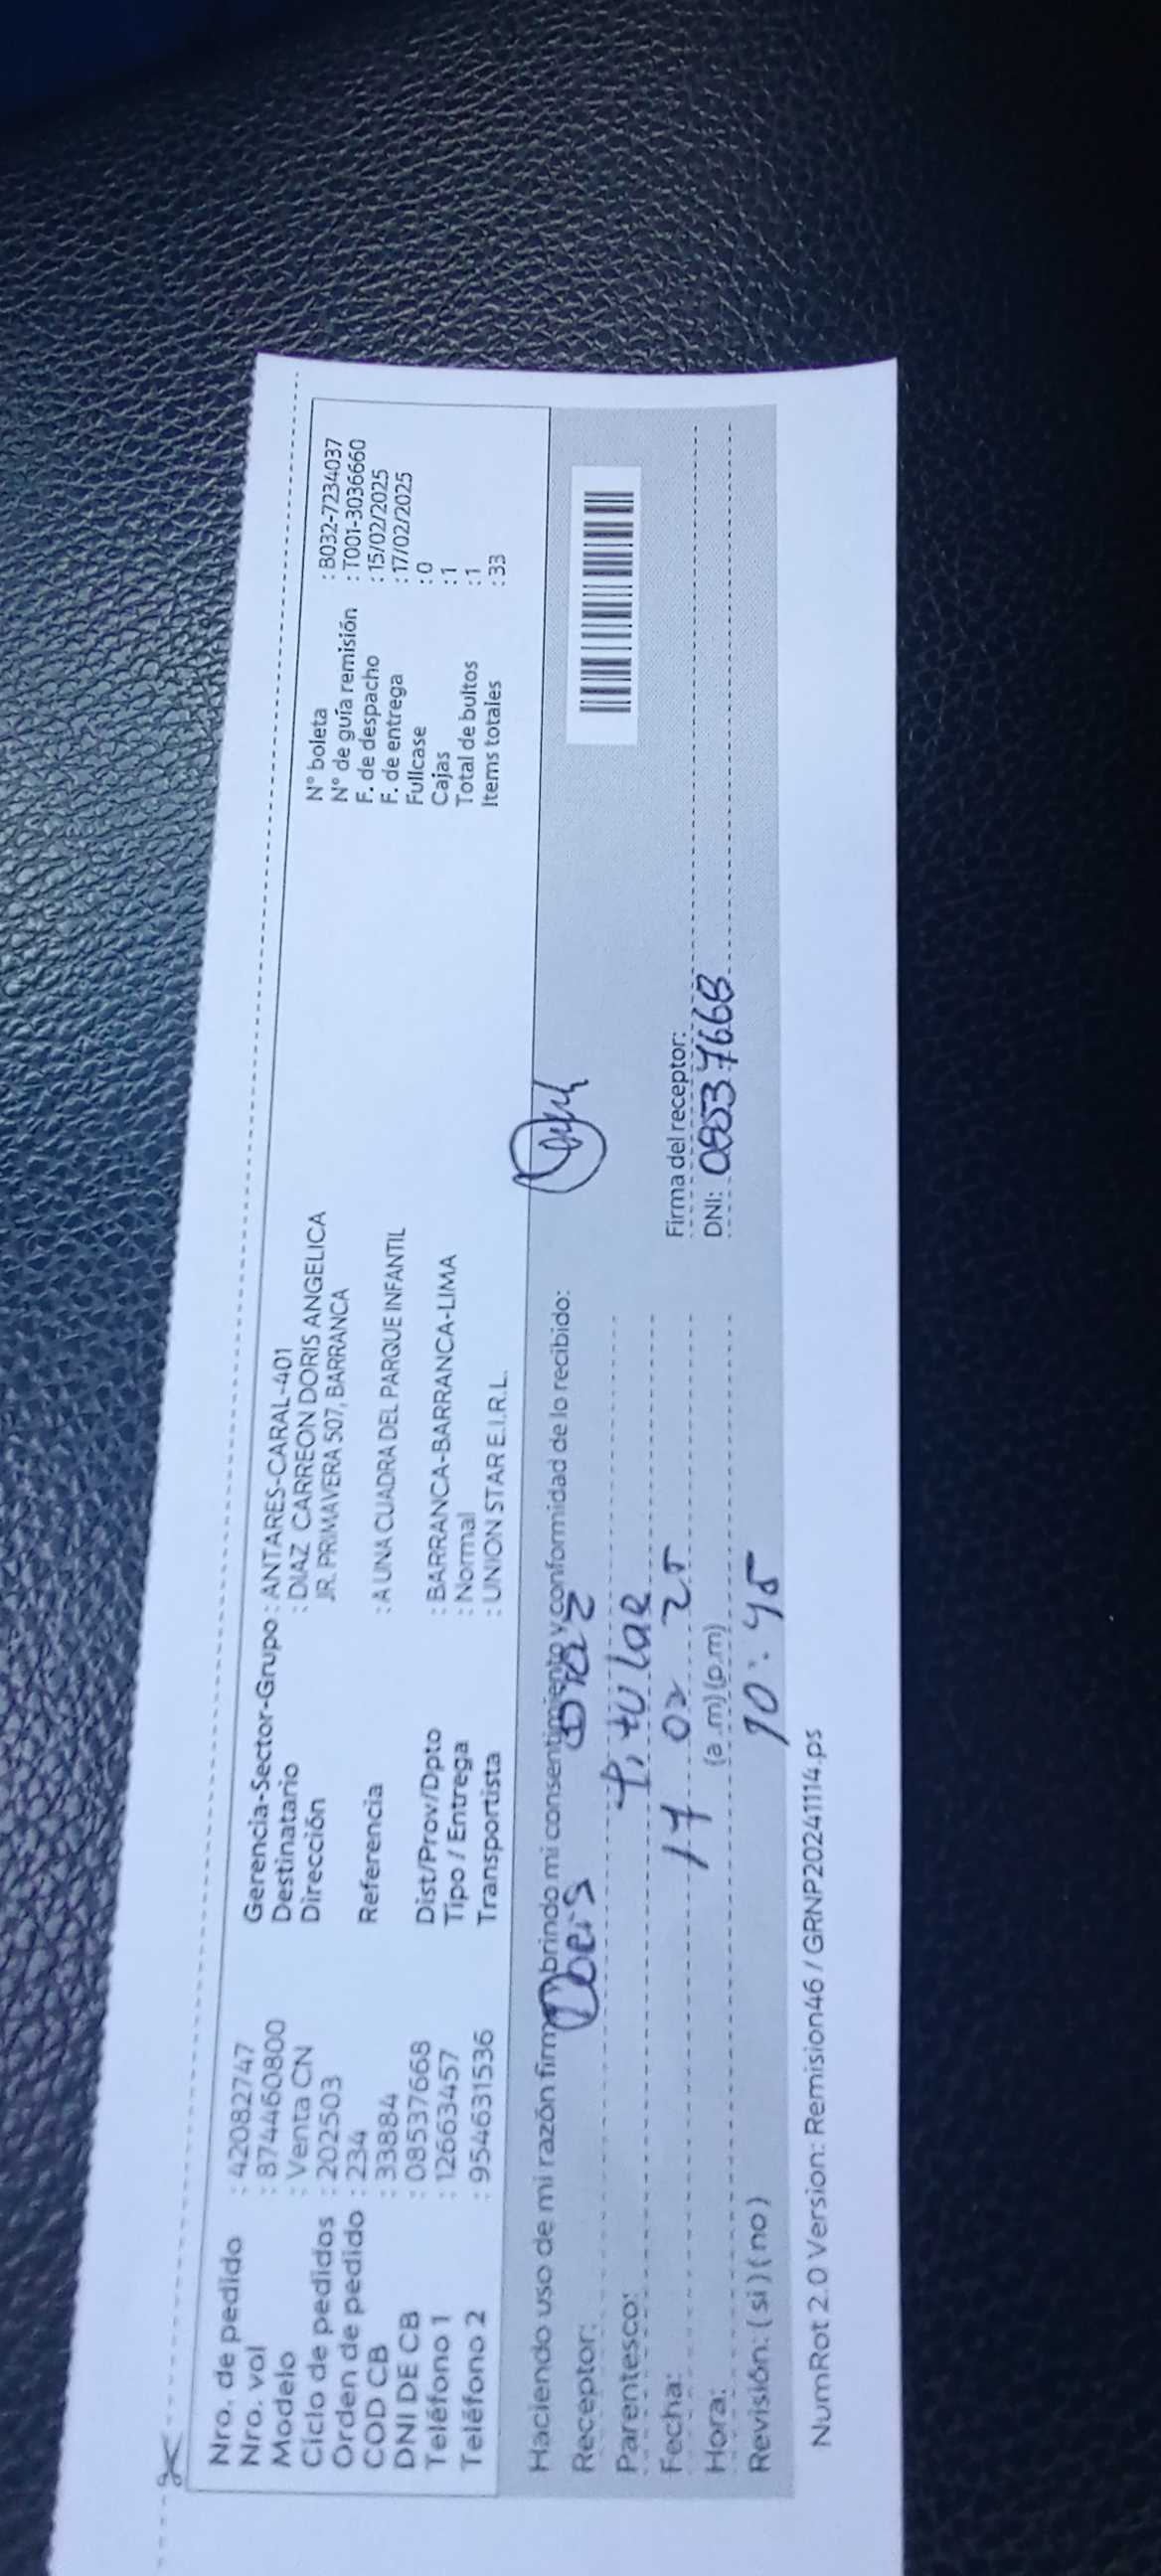 Nro. de pedido : 42082747
Nro. vol : 874460800
Modelo : Venta CN
Ciclo de pedidos : 202503
Orden de pedido : 234
COD CB : 33884
DNI DE CB : 08537668
Teléfono 1 : 12663457
Teléfono 2 : 954631536
Gerencia-Sector-Grupo : ANTARES-CARAL-401
Destinatario : DIAZ CARREON DORIS ANGELICA
Dirección JR. PRIMAVERA 507, BARRANCA
Referencia : A UNA CUADRA DEL PARQUE INFANTIL
Dist/Prov/Dpto : BARRANCA-BARRANCA-LIMA
Tipo / Entrega : Normal
Transportista : UNION STAR E.I.R.L.
N° boleta : B032-7234037
N° de guía remisión : T001-3036660
F. de despacho : 15/02/2025
F. de entrega : 17/02/2025
Fullcase : 0
Cajas : 1
Total de bultos : 1
Items totales : 33
Haciendo uso de mi razón firmo brindo mi consentimiento y conformidad de lo recibido:
Receptor: Doris Diaz
Parentesco: titular
Fecha: 17 02 25
Hora: (a.m) (p.m) 10:45
Revisión: ( si ) ( no )
Firma del receptor:
DNI: 08537668
NumRot 2.0 Version: Remision46 / GRNP20241114.ps